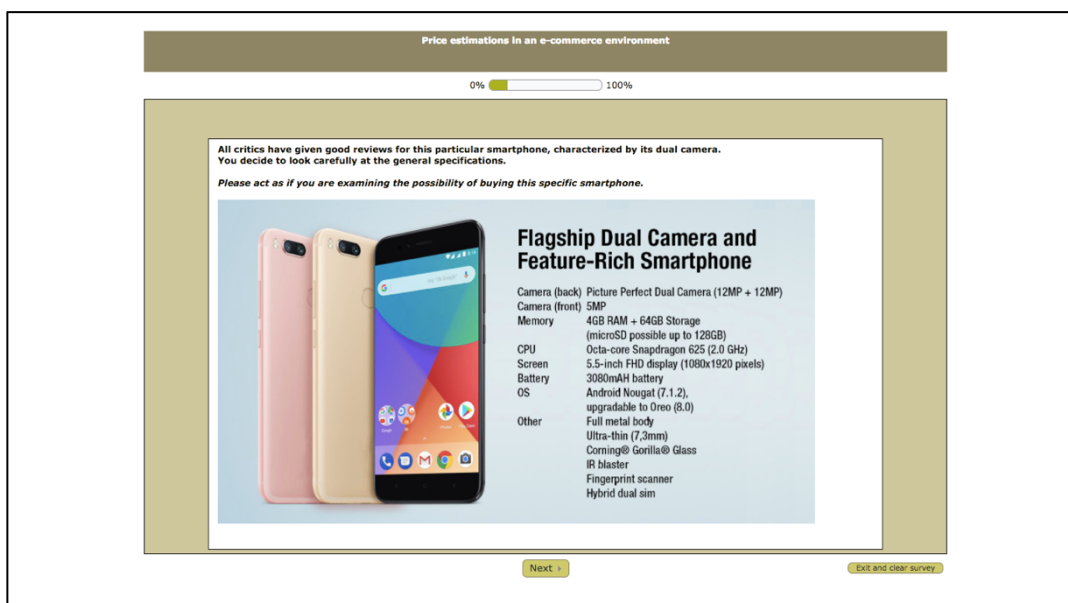 Price estimations in an e-commerce environment
0% 100%
All critics have given good reviews for this particular smartphone, characterized by its dual camera.
You decide to look carefully at the general specifications.
Please act as if you are examining the possibility of buying this specific smartphone.
Flagship Dual Camera and
Feature-Rich Smartphone
Camera (back) Picture Perfect Dual Camera (12MP + 12MP)
Camera (front) 5MP
Memory 4GB RAM + 64GB Storage
(microSD possible up to 128GB)
CPU Octa-core Snapdragon 625 (2.0 GHz)
Screen 5.5-inch FHD display (1080x1920 pixels)
Battery 3080mAH battery
OS Android Nougat (7.1.2),
upgradable to Oreo (8.0)
Other Full metal body
Ultra-thin (7,3mm)
Corning® Gorilla® Glass
IR blaster
Fingerprint scanner
Hybrid dual sim
Next
Exit and clear survey